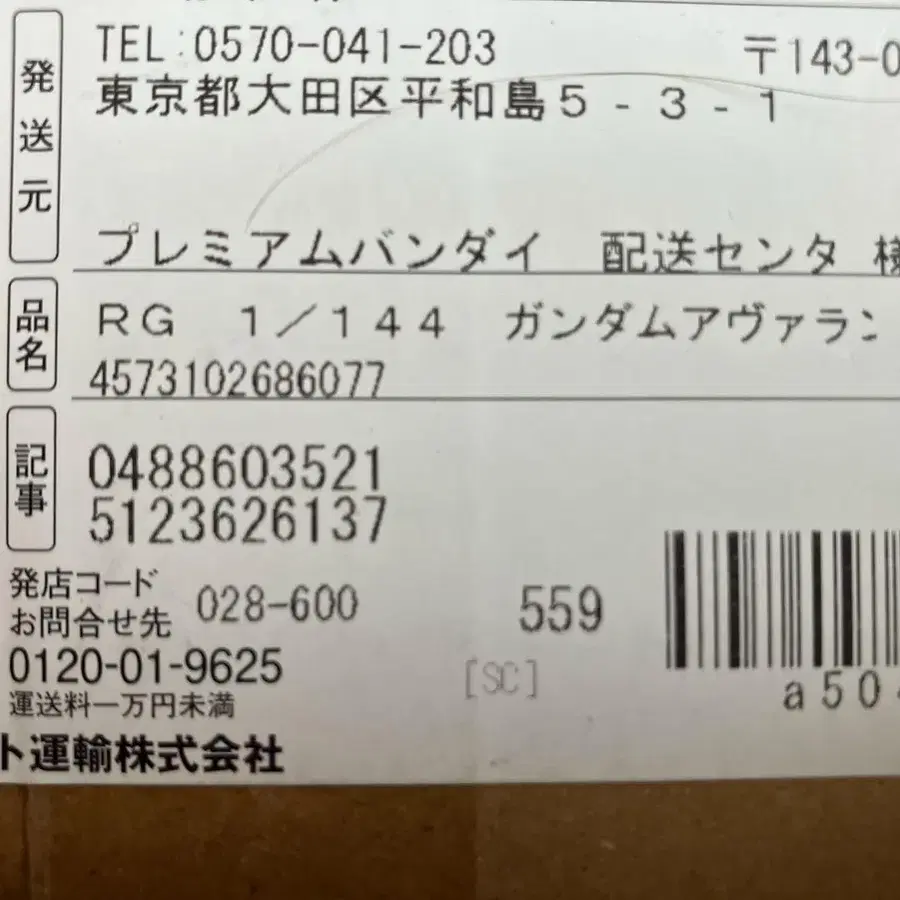 発送元
TEL:0570-041-203 〒143-0
東京都大田区平和島5-3-1
プレミアムバンダイ 配送センタ 様
品名
RG 1/144 ガンダムアヴァラン
4573102686077
記事
0488603521
5123626137
発店コード
お問合せ先 028-600 559
0120-01-9625 [SC]
運送料一万円未満 a50
ト運輸株式会社